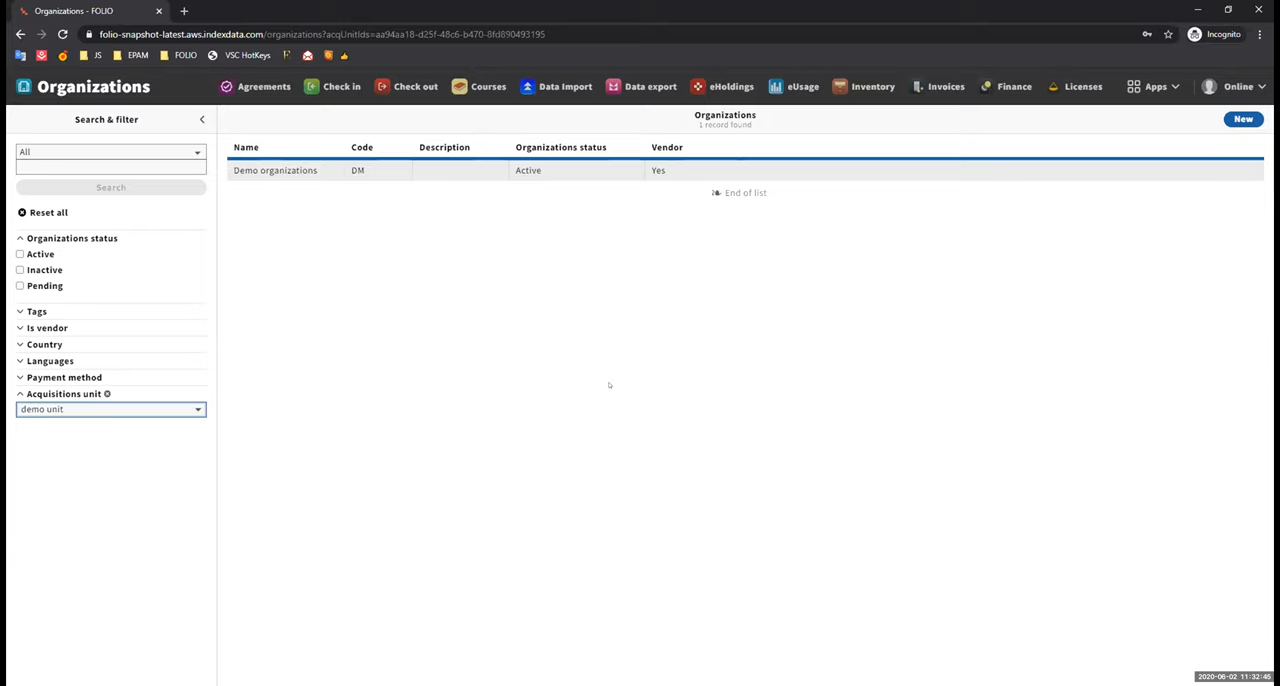 Organizations - FOLIO
folio-snapshot-latest.aws.indexdata.com/organizations?acqUnitIds=aa94aa18-d25f-48c6-b470-8fd890493195
Incognito
JS
EPAM
FOLIO
VSC HotKeys
Organizations
Agreements
Check in
Check out
Courses
Data Import
Data export
eHoldings
eUsage
Inventory
Invoices
Finance
Licenses
Apps
Online
Search & filter
Organizations
1 record found
New
All
Search
Reset all
Organizations status
Active
Inactive
Pending
Tags
Is vendor
Country
Languages
Payment method
Acquisitions unit
demo unit
Name Code Description Organizations status Vendor
Demo organizations DM Active Yes
End of list
2020-06-02 11:32:45